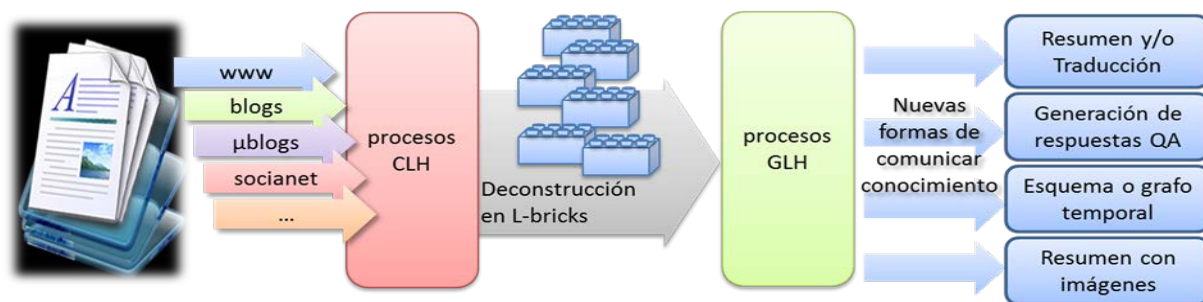 www
blogs
µblogs
socianet
...
procesos
CLH
Deconstrucción
en L-bricks
procesos
GLH
Nuevas
formas de
comunicar
conocimiento
Resumen y/o
Traducción
Generación de
respuestas QA
Esquema o grafo
temporal
Resumen con
imágenes